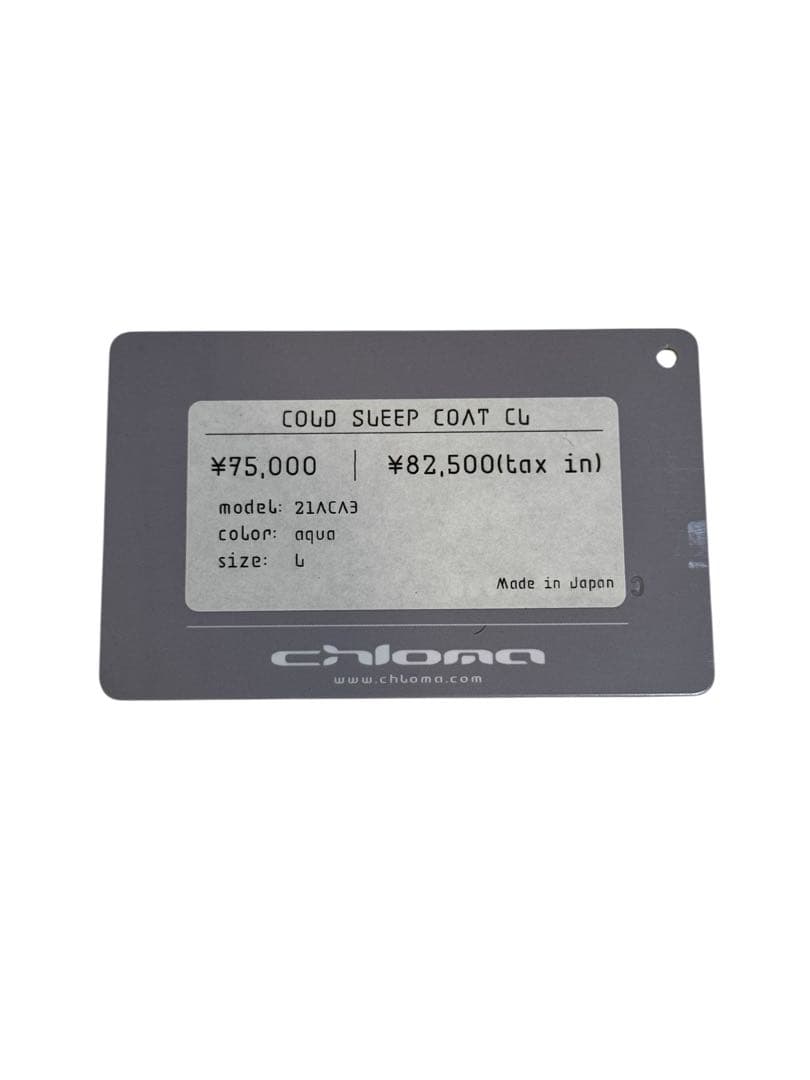 COLD SLEEP COAT CL
¥75,000 | ¥82,500(tax in)
model: 21ACA3
color: aqua
size: L
Made in Japan
chloma
www.chloma.com